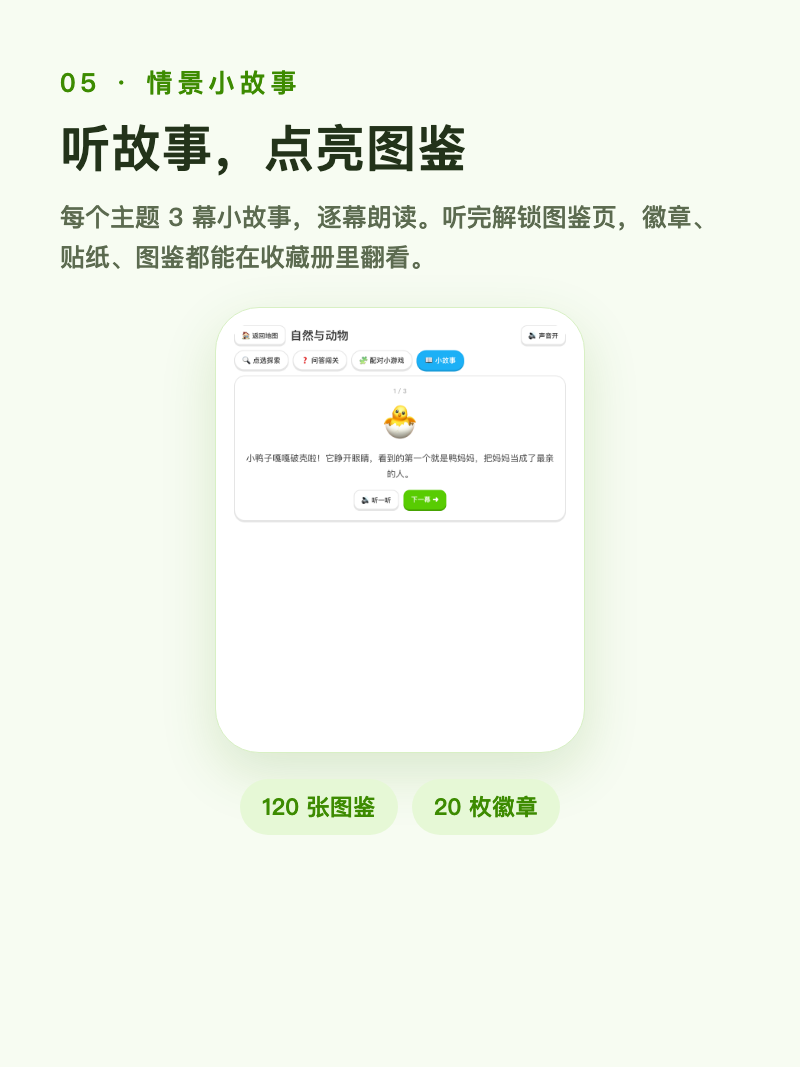 05 · 情景小故事
听故事，点亮图鉴
每个主题 3 幕小故事，逐幕朗读。听完解锁图鉴页，徽章、
贴纸、图鉴都能在收藏册里翻看。
返回地图 自然与动物 声音开
点选探索 问答闯关 配对小游戏 小故事
1 / 3
小鸭子嘎嘎破壳啦！它睁开眼睛，看到的第一个就是鸭妈妈，把妈妈当成了最亲
的人。
听一听 下一幕 →
120 张图鉴 20 枚徽章